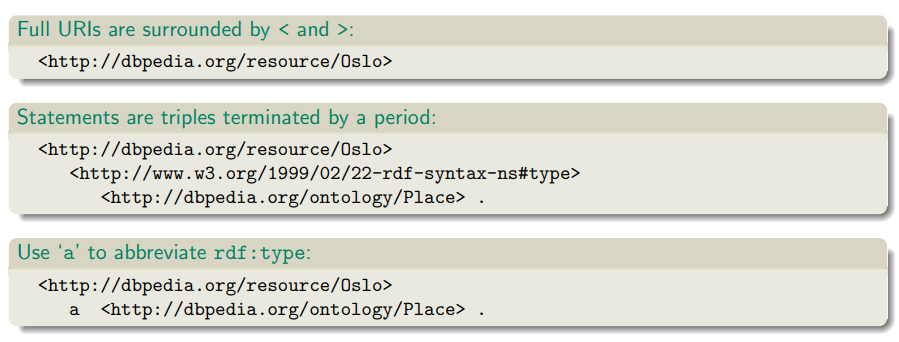 Full URIs are surrounded by < and >:
<http://dbpedia.org/resource/Oslo>
Statements are triples terminated by a period:
<http://dbpedia.org/resource/Oslo>
<http://www.w3.org/1999/02/22-rdf-syntax-ns#type>
<http://dbpedia.org/ontology/Place> .
Use ‘a’ to abbreviate rdf:type:
<http://dbpedia.org/resource/Oslo>
a <http://dbpedia.org/ontology/Place> .